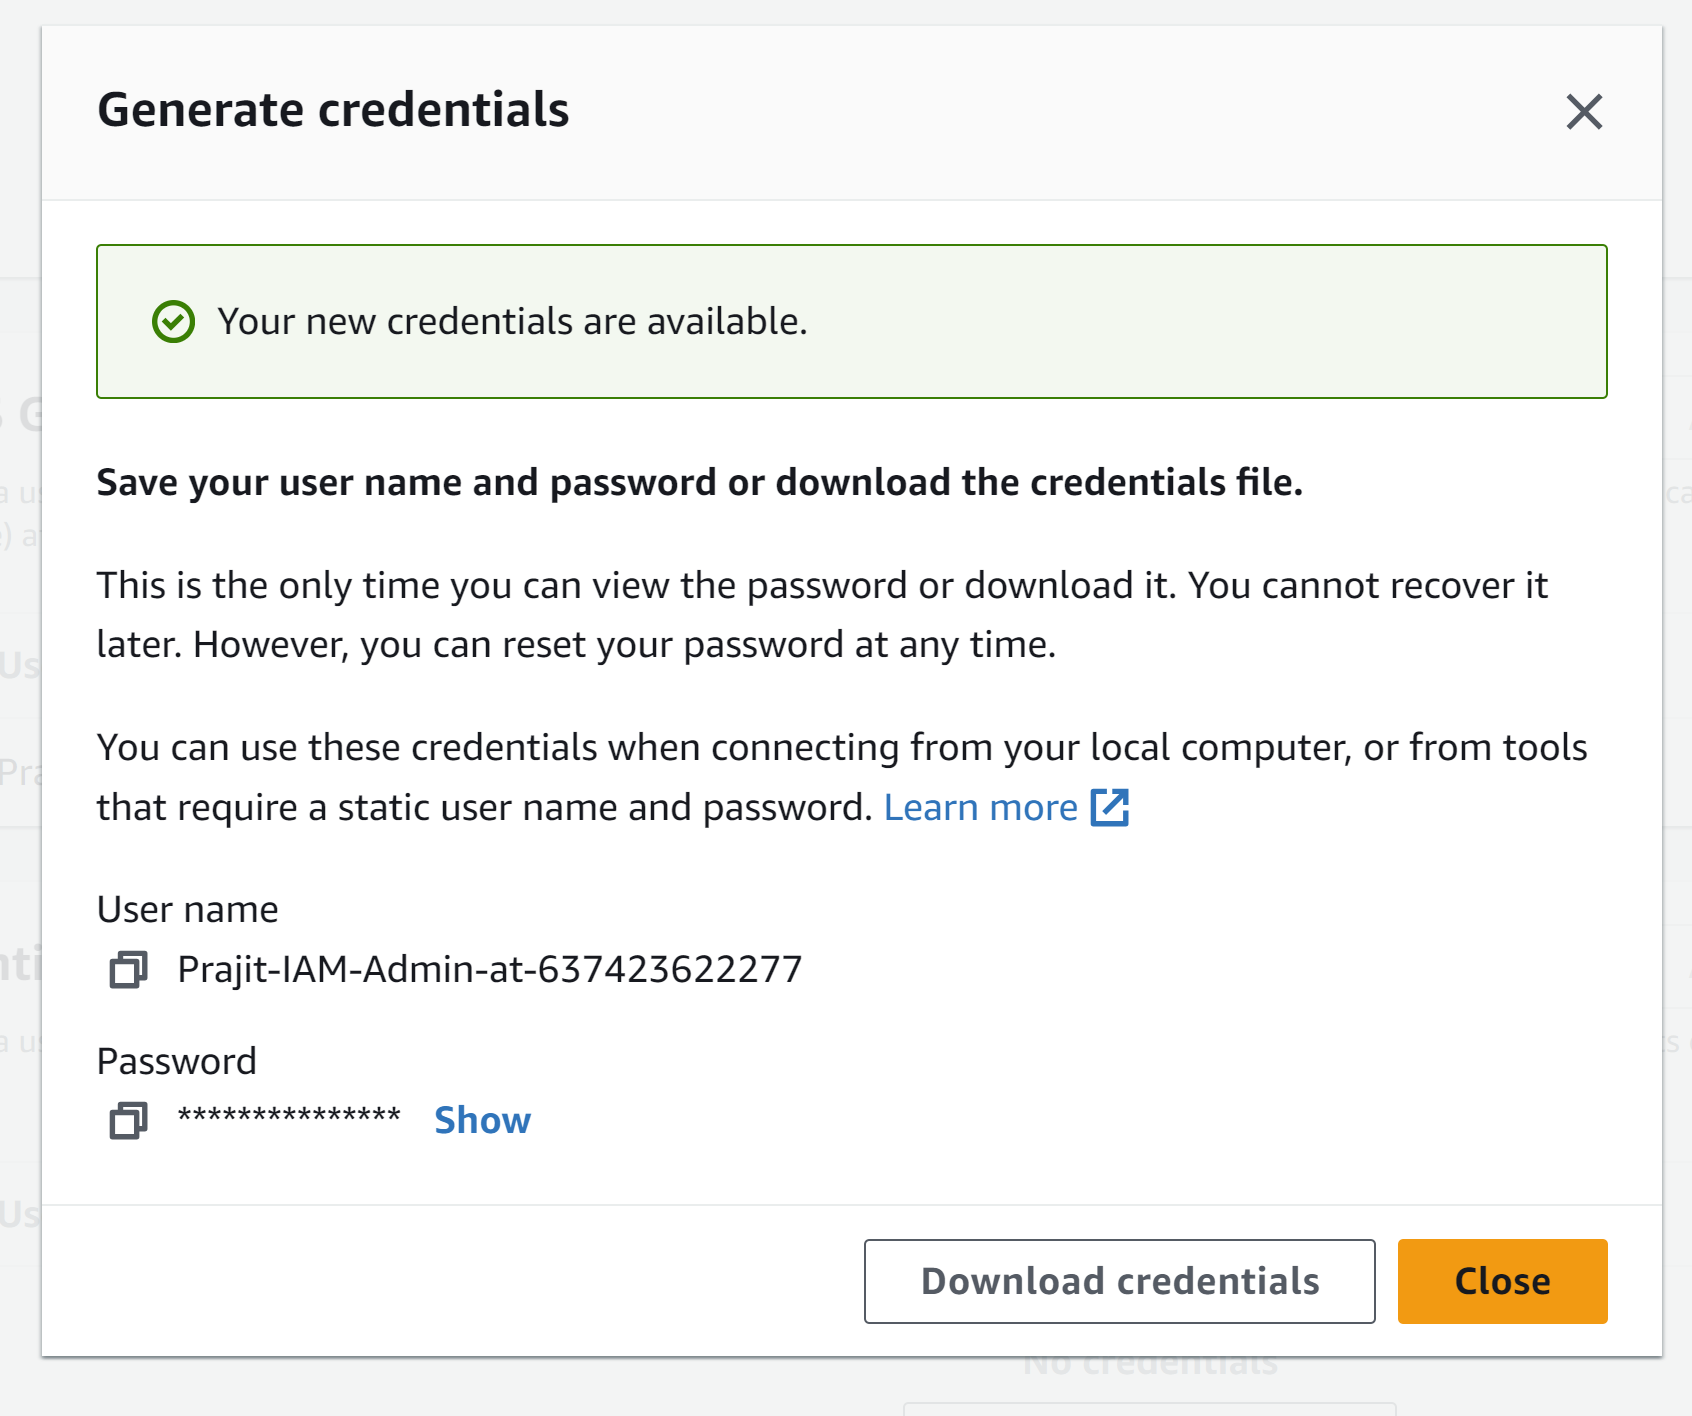 Generate credentials
Your new credentials are available.
Save your user name and password or download the credentials file.
This is the only time you can view the password or download it. You cannot recover it
later. However, you can reset your password at any time.
You can use these credentials when connecting from your local computer, or from tools
that require a static user name and password. Learn more
User name
Prajit-IAM-Admin-at-637423622277
Password
*************** Show
Download credentials
Close
No credentials